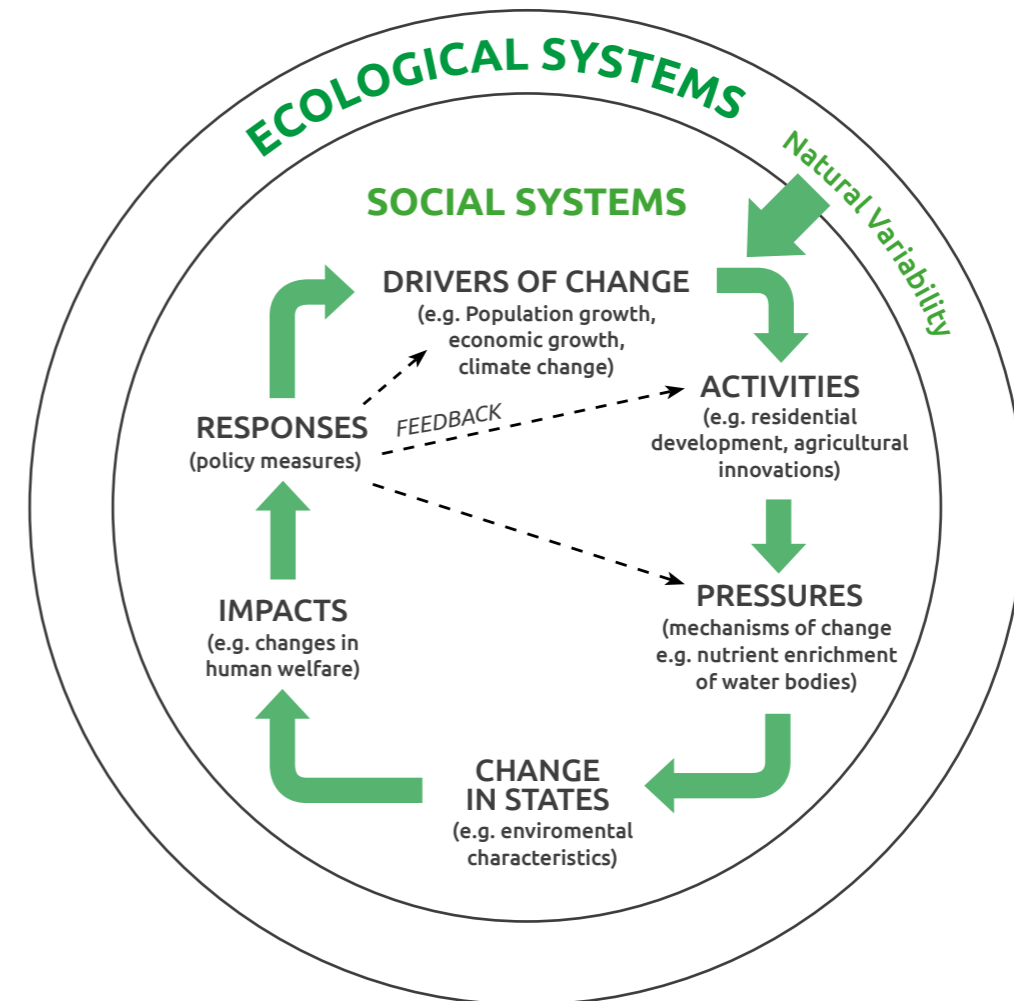 ECOLOGICAL SYSTEMS
Natural Variability
SOCIAL SYSTEMS
DRIVERS OF CHANGE
(e.g. Population growth,
economic growth,
climate change)
ACTIVITIES
(e.g. residential
development, agricultural
innovations)
FEEDBACK
RESPONSES
(policy measures)
PRESSURES
(mechanisms of change
e.g. nutrient enrichment
of water bodies)
IMPACTS
(e.g. changes in
human welfare)
CHANGE
IN STATES
(e.g. enviromental
characteristics)